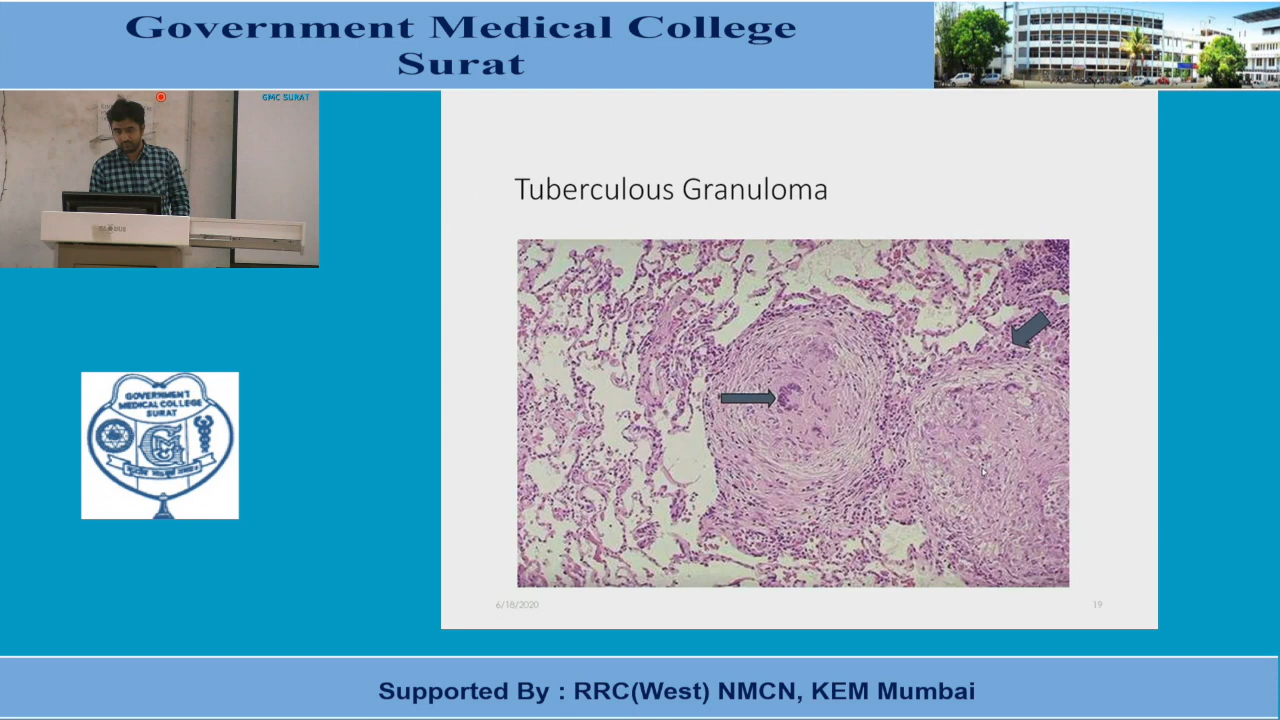 Government Medical College
Surat
GMC SURAT
GOVERNMENT
MEDICAL COLLEGE
SURAT
Tuberculous Granuloma
6/18/2020
19
Supported By : RRC(West) NMCN, KEM Mumbai